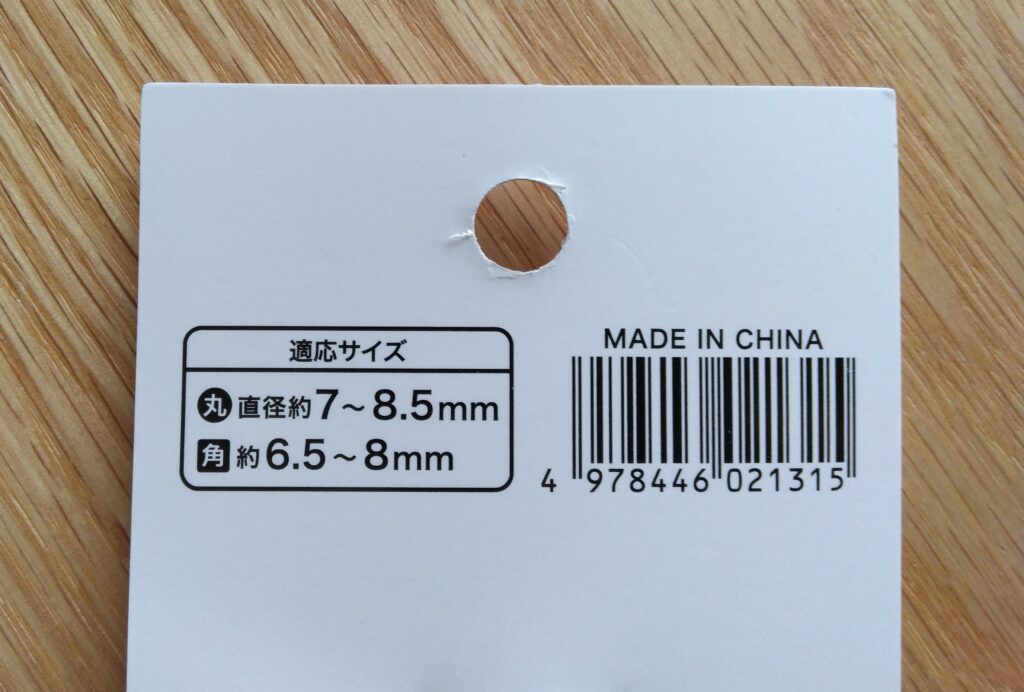 適応サイズ
丸 直径約7～8.5mm
角 約6.5～8mm
MADE IN CHINA
4 978446 021315